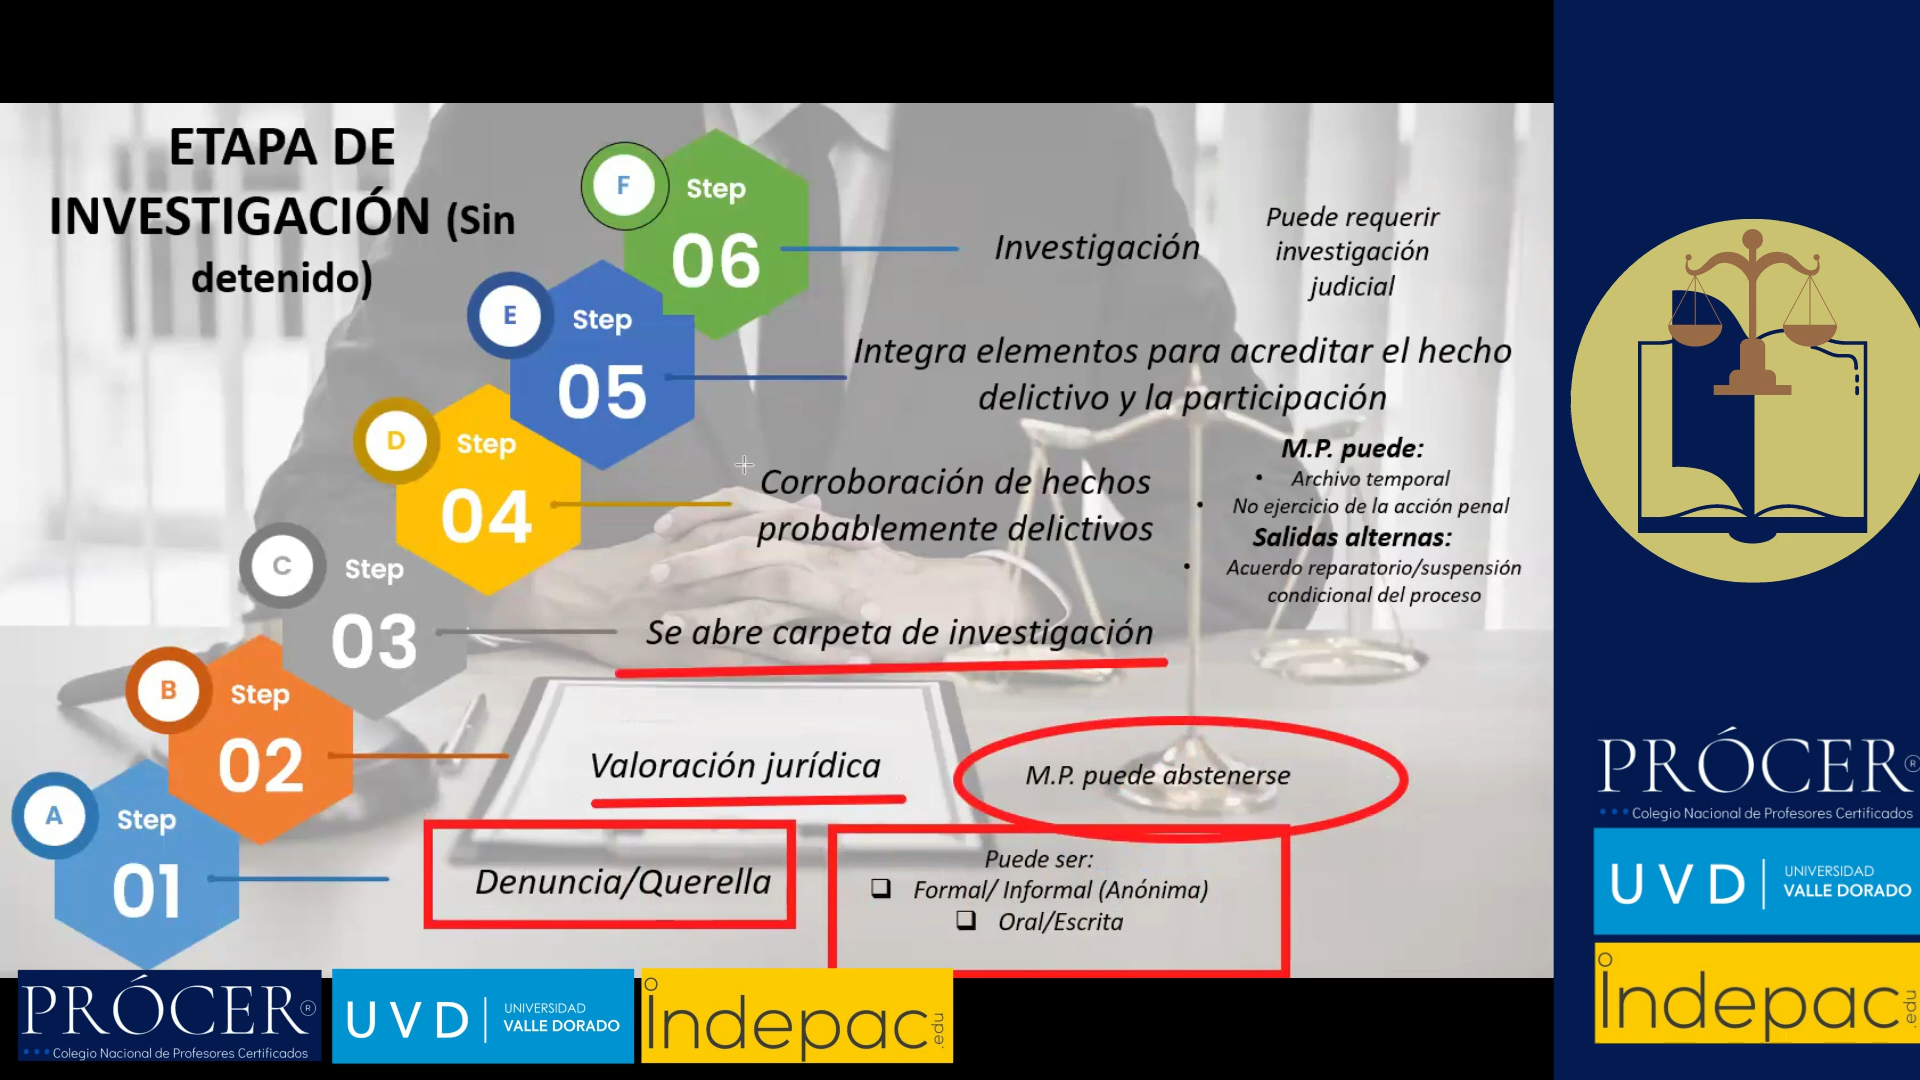 ETAPA DE
INVESTIGACIÓN (Sin
detenido)
F
Step
06
Investigación
Puede requerir
investigación
judicial
E
Step
05
Integra elementos para acreditar el hecho
delictivo y la participación
D
Step
04
Corroboración de hechos
probablemente delictivos
M.P. puede:
• Archivo temporal
• No ejercicio de la acción penal
Salidas alternas:
• Acuerdo reparatorio/suspensión
condicional del proceso
C
Step
03
Se abre carpeta de investigación
B
Step
02
Valoración jurídica
M.P. puede abstenerse
A
Step
01
Denuncia/Querella
Puede ser:
❑ Formal/ Informal (Anónima)
❑ Oral/Escrita
PRÓCER®
Colegio Nacional de Profesores Certificados
UVD
UNIVERSIDAD
VALLE DORADO
indepac
.edu
PRÓCER®
Colegio Nacional de Profesores Certificados
UVD
UNIVERSIDAD
VALLE DORADO
indepac
.edu